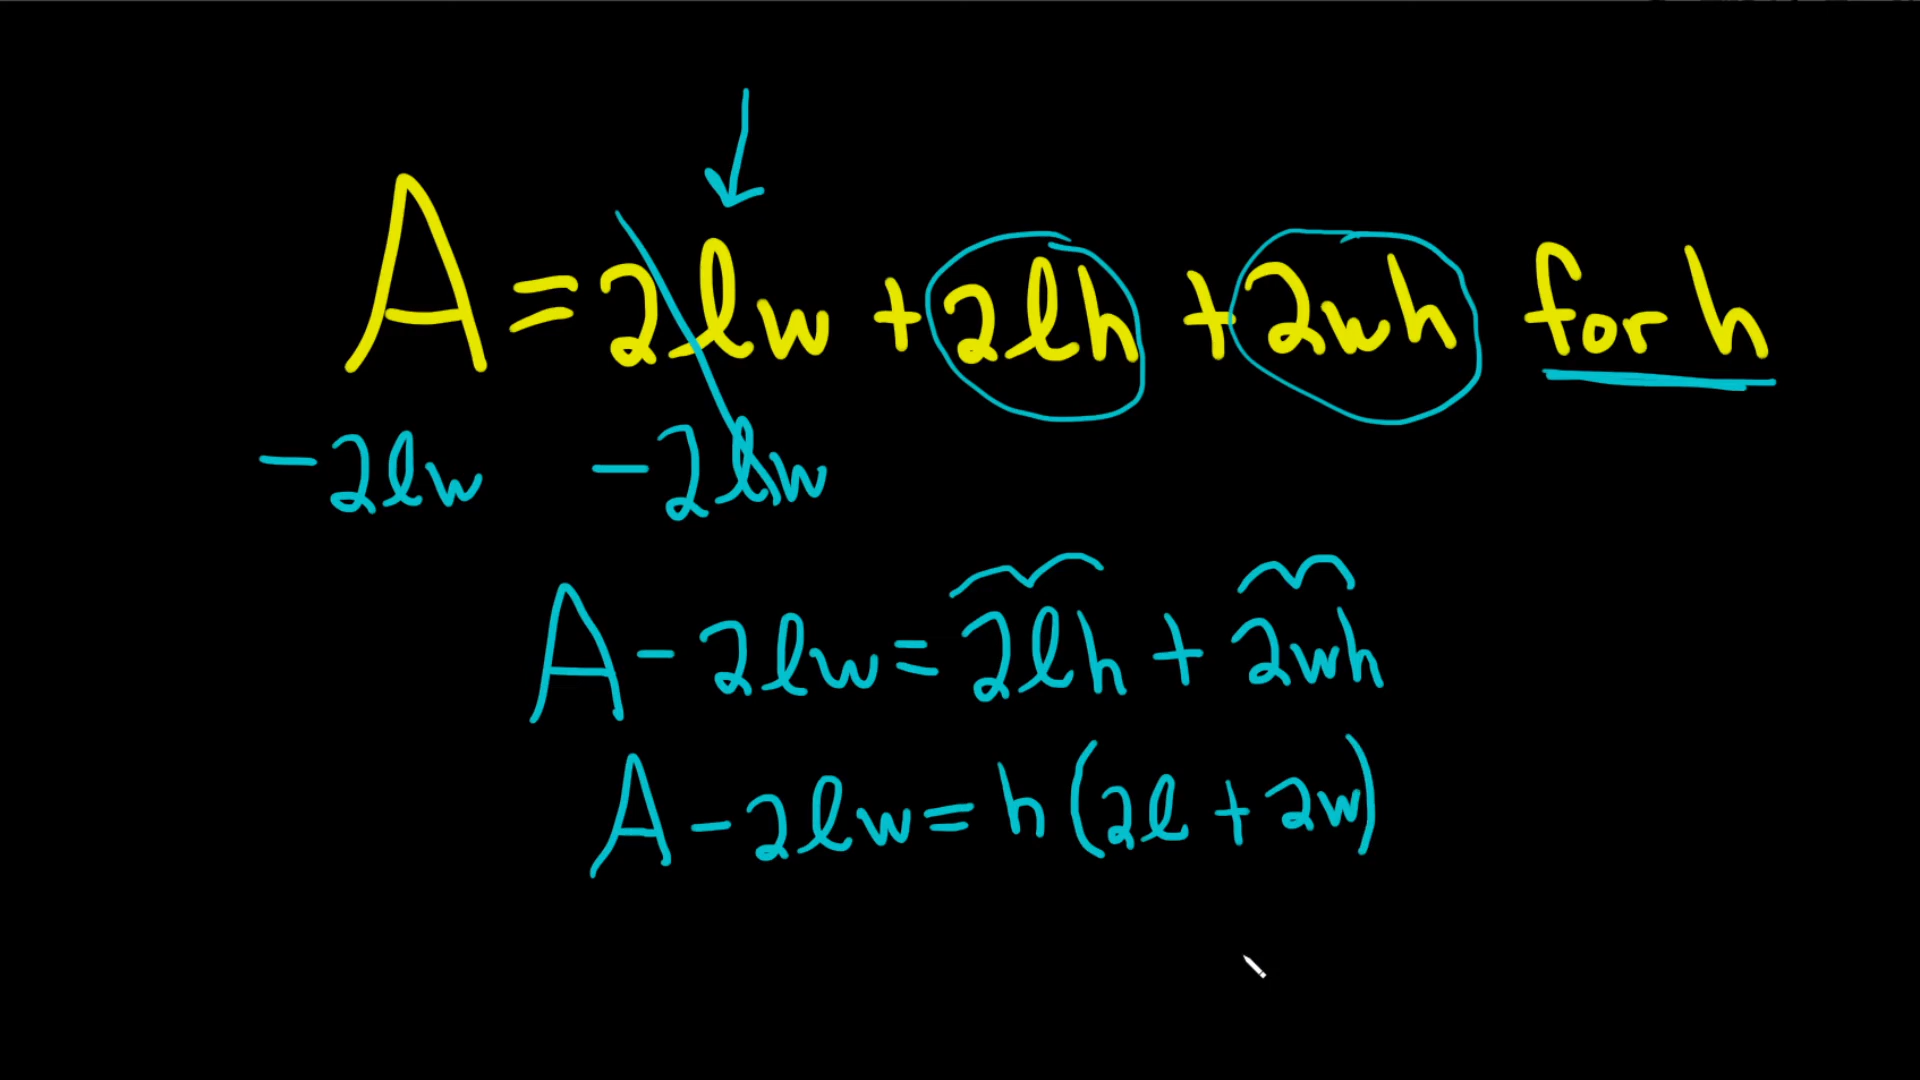 A = 2lw + 2lh + 2wh for h
-2lw -2lw
A - 2lw = 2lh + 2wh
A - 2lw = h(2l + 2w)